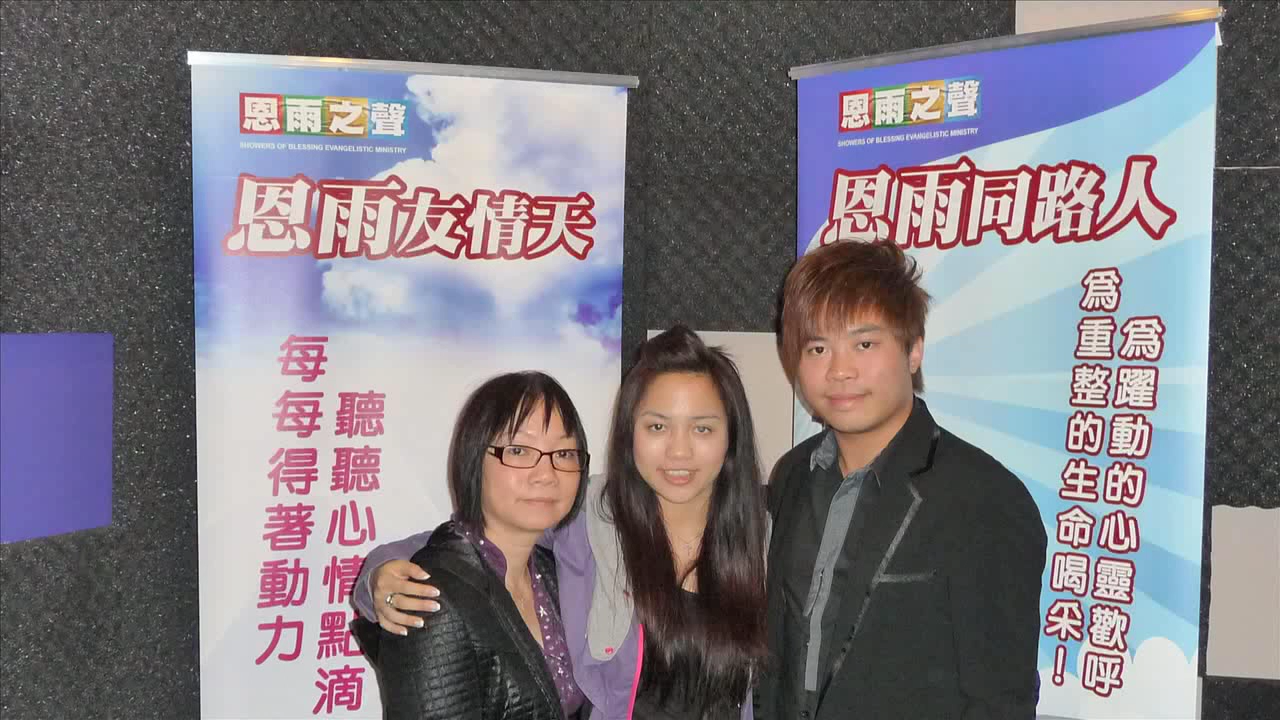 恩雨之聲
SHOWERS OF BLESSING EVANGELISTIC MINISTRY
恩雨友情天
聽聽心情點滴
每每得著動力
恩雨之聲
SHOWERS OF BLESSING EVANGELISTIC MINISTRY
恩雨同路人
為躍動的心靈歡呼
為重整的生命喝采！